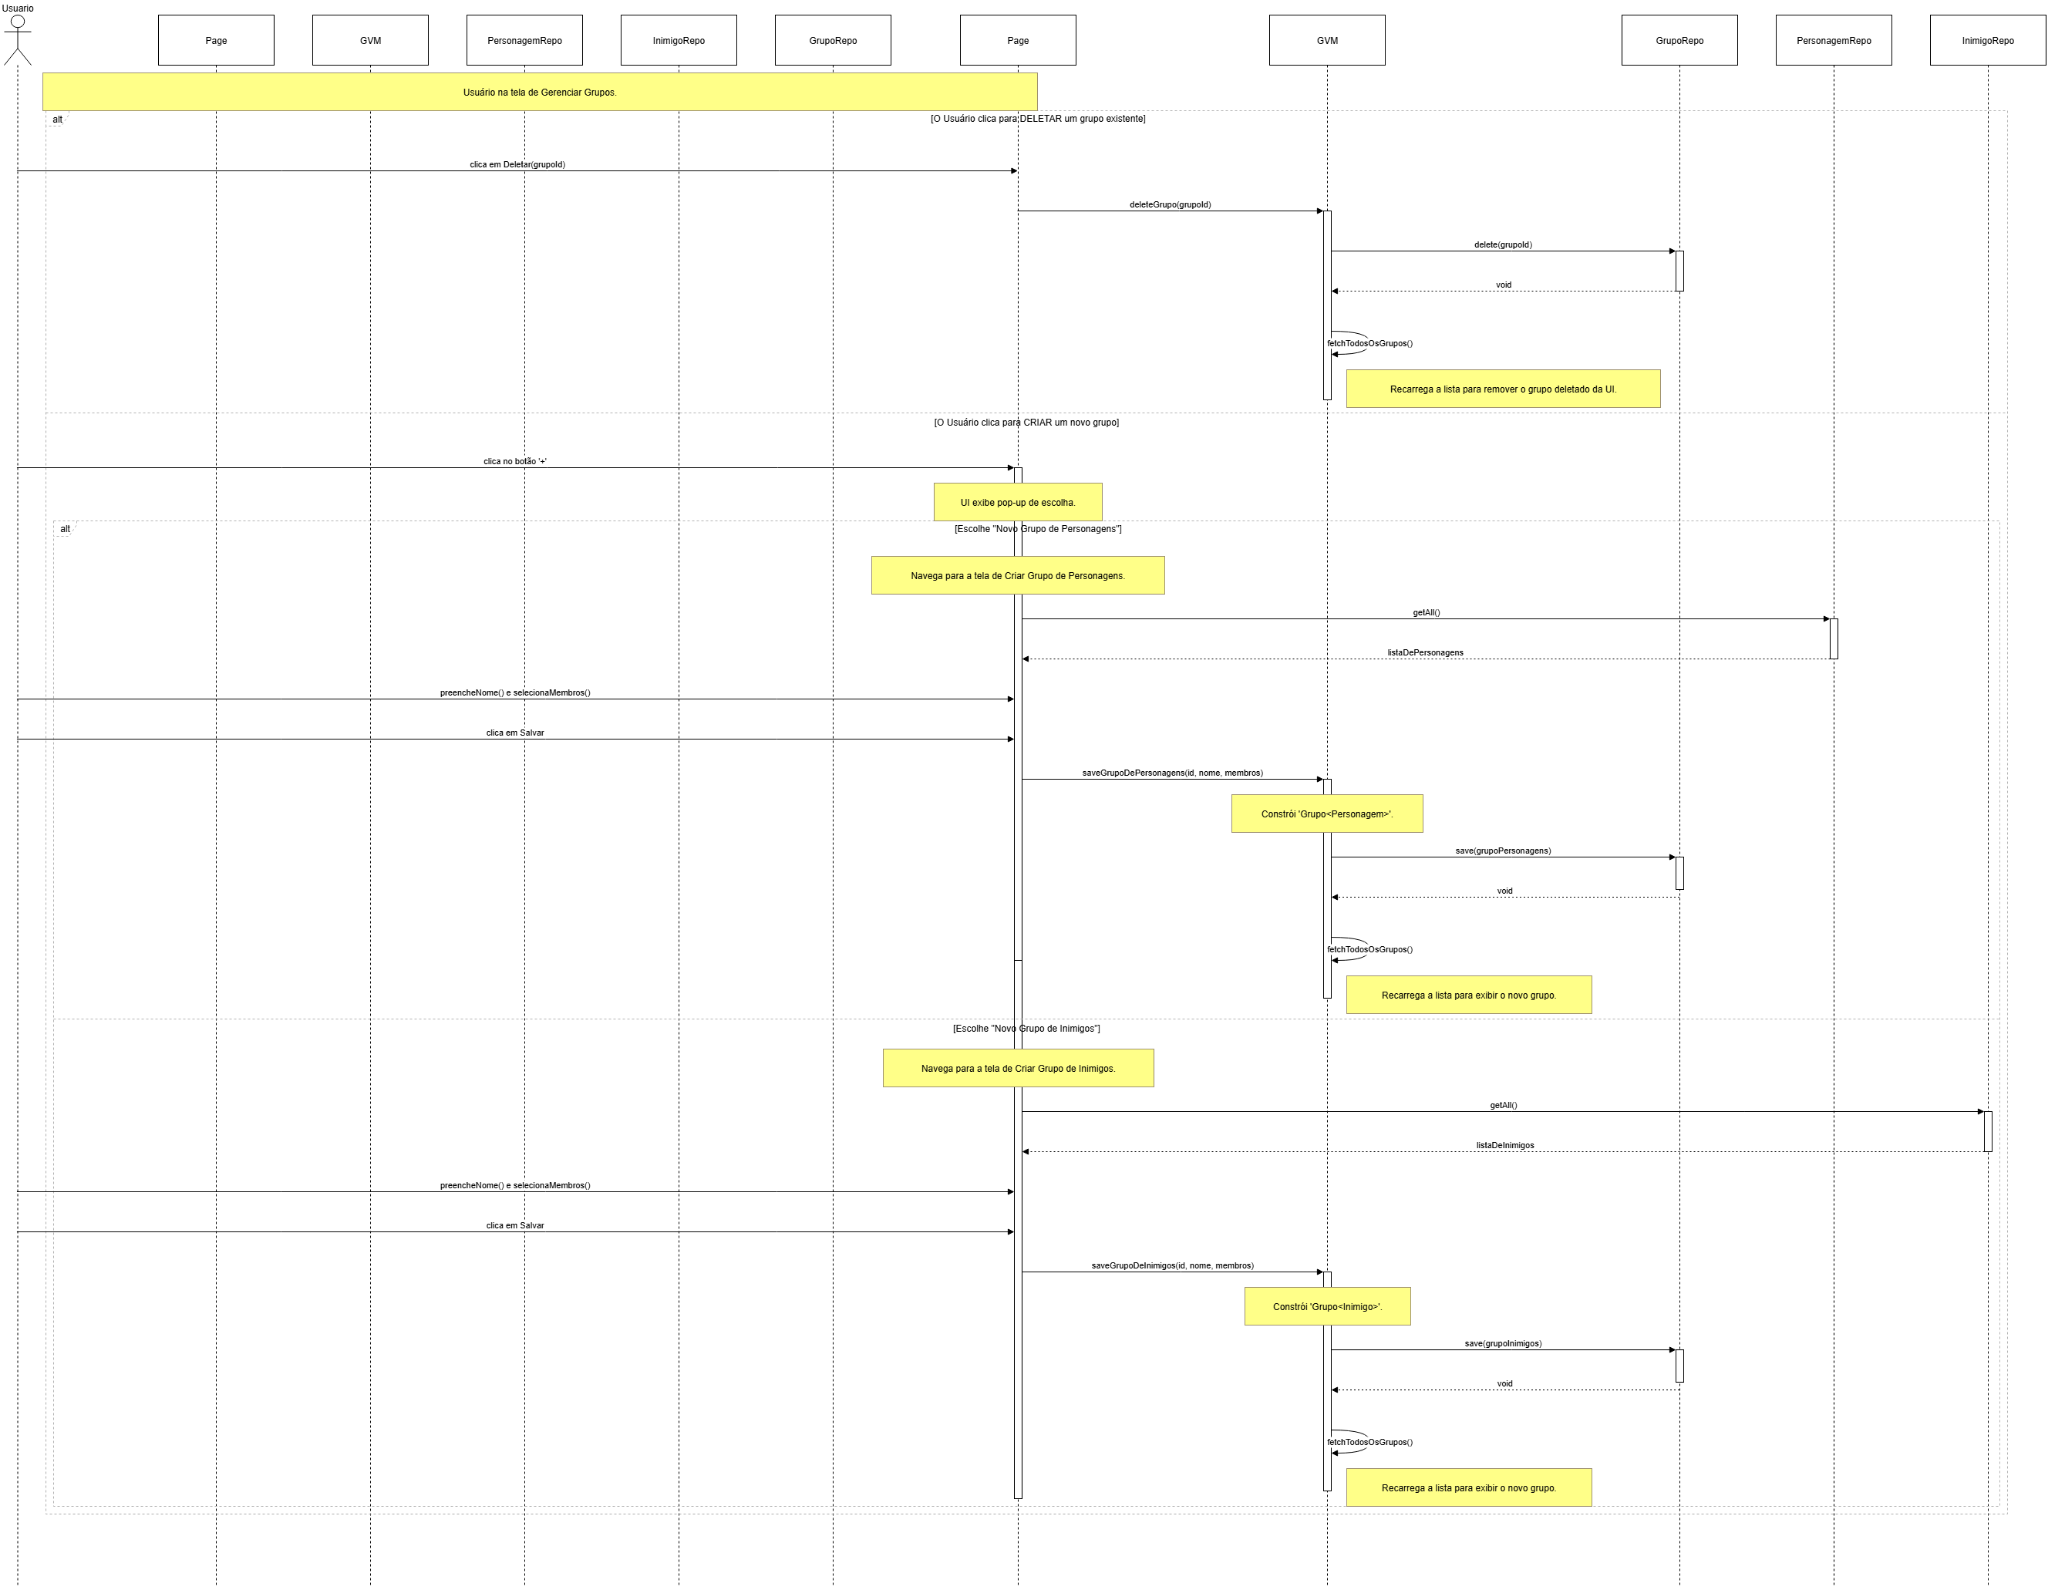 Usuario
Page
GVM
PersonagemRepo
InimigoRepo
GrupoRepo
Page
GVM
GrupoRepo
PersonagemRepo
InimigoRepo
Usuário na tela de Gerenciar Grupos.
alt
[O Usuário clica para DELETAR um grupo existente]
clica em Deletar(grupoId)
deleteGrupo(grupoId)
delete(grupoId)
void
fetchTodosOsGrupos()
Recarrega a lista para remover o grupo deletado da UI.
[O Usuário clica para CRIAR um novo grupo]
clica no botão '+'
UI exibe pop-up de escolha.
alt
[Escolhe "Novo Grupo de Personagens"]
Navega para a tela de Criar Grupo de Personagens.
getAll()
listaDePersonagens
preencheNome() e selecionaMembros()
clica em Salvar
saveGrupoDePersonagens(id, nome, membros)
Constrói 'Grupo<Personagem>'.
save(grupoPersonagens)
void
fetchTodosOsGrupos()
Recarrega a lista para exibir o novo grupo.
[Escolhe "Novo Grupo de Inimigos"]
Navega para a tela de Criar Grupo de Inimigos.
getAll()
listaDeInimigos
preencheNome() e selecionaMembros()
clica em Salvar
saveGrupoDeInimigos(id, nome, membros)
Constrói 'Grupo<Inimigo>'.
save(grupoInimigos)
void
fetchTodosOsGrupos()
Recarrega a lista para exibir o novo grupo.